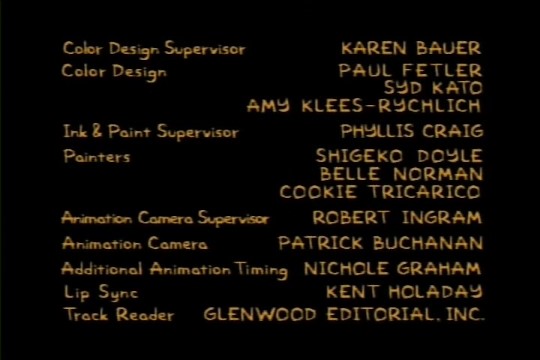 Color Design Supervisor KAREN BAUER
Color Design PAUL FETLER
SYD KATO
AMY KLEES-RYCHLICH
Ink & Paint Supervisor PHYLLIS CRAIG
Painters SHIGEKO DOYLE
BELLE NORMAN
COOKIE TRICARICO
Animation Camera Supervisor ROBERT INGRAM
Animation Camera PATRICK BUCHANAN
Additional Animation Timing NICHOLE GRAHAM
Lip Sync KENT HOLADAY
Track Reader GLENWOOD EDITORIAL, INC.